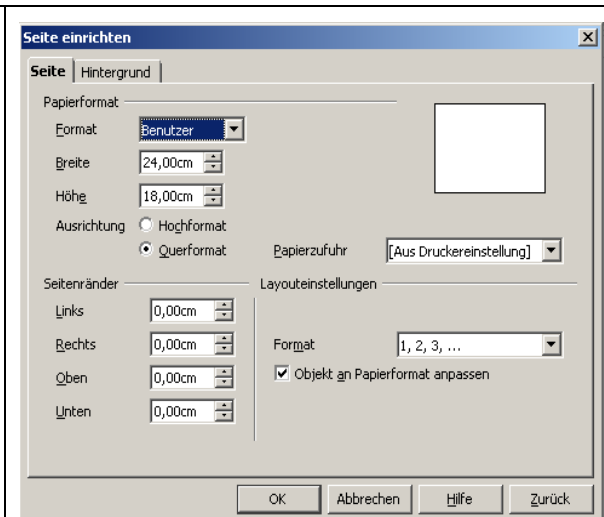 Seite einrichten
Seite Hintergrund
Papierformat
Format Benutzer
Breite 24,00cm
Höhe 18,00cm
Ausrichtung Hochformat
Querformat Papierzufuhr [Aus Druckereinstellung]
Seitenränder Layouteinstellungen
Links 0,00cm
Rechts 0,00cm Format 1, 2, 3, ...
Oben 0,00cm Objekt an Papierformat anpassen
Unten 0,00cm
OK Abbrechen Hilfe Zurück